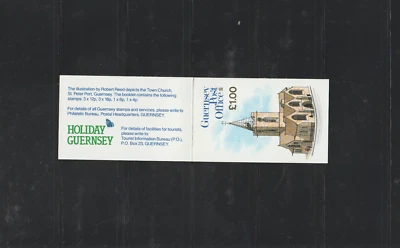 The illustration by Robert Reed depicts the Town Church,
St. Peter Port, Guernsey. The booklet contains the following
stamps: 3 x 12p, 3 x 16p, 1 x 6p, 1 x 4p.
For details of all Guernsey stamps and services, please write to
Philatelic Bureau, Postal Headquarters, GUERNSEY.
HOLIDAY
GUERNSEY
For details of facilities for tourists,
please write to
Tourist Information Bureau (P.O.),
P.O. Box 23, GUERNSEY.
Guernsey
Post
Office
£1.00